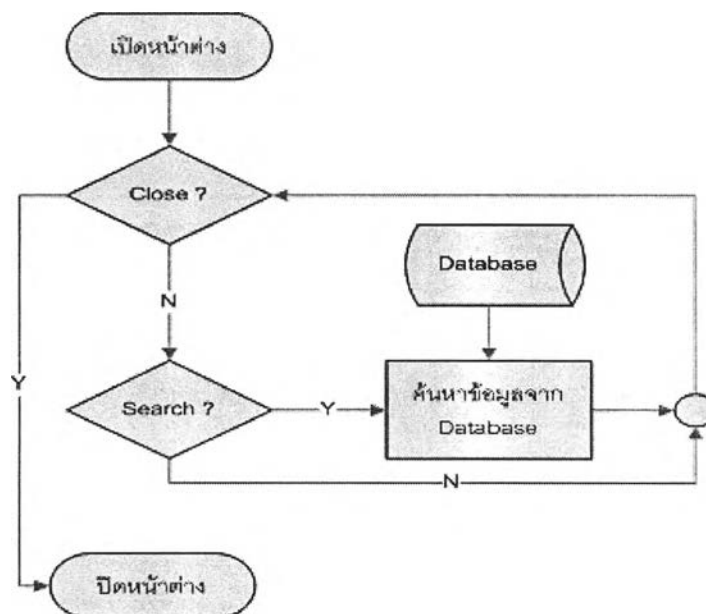 เปิดหน้าต่าง
Close ?
Database
N
Y
Search ?
Y
ค้นหาข้อมูลจาก
Database
N
ปิดหน้าต่าง